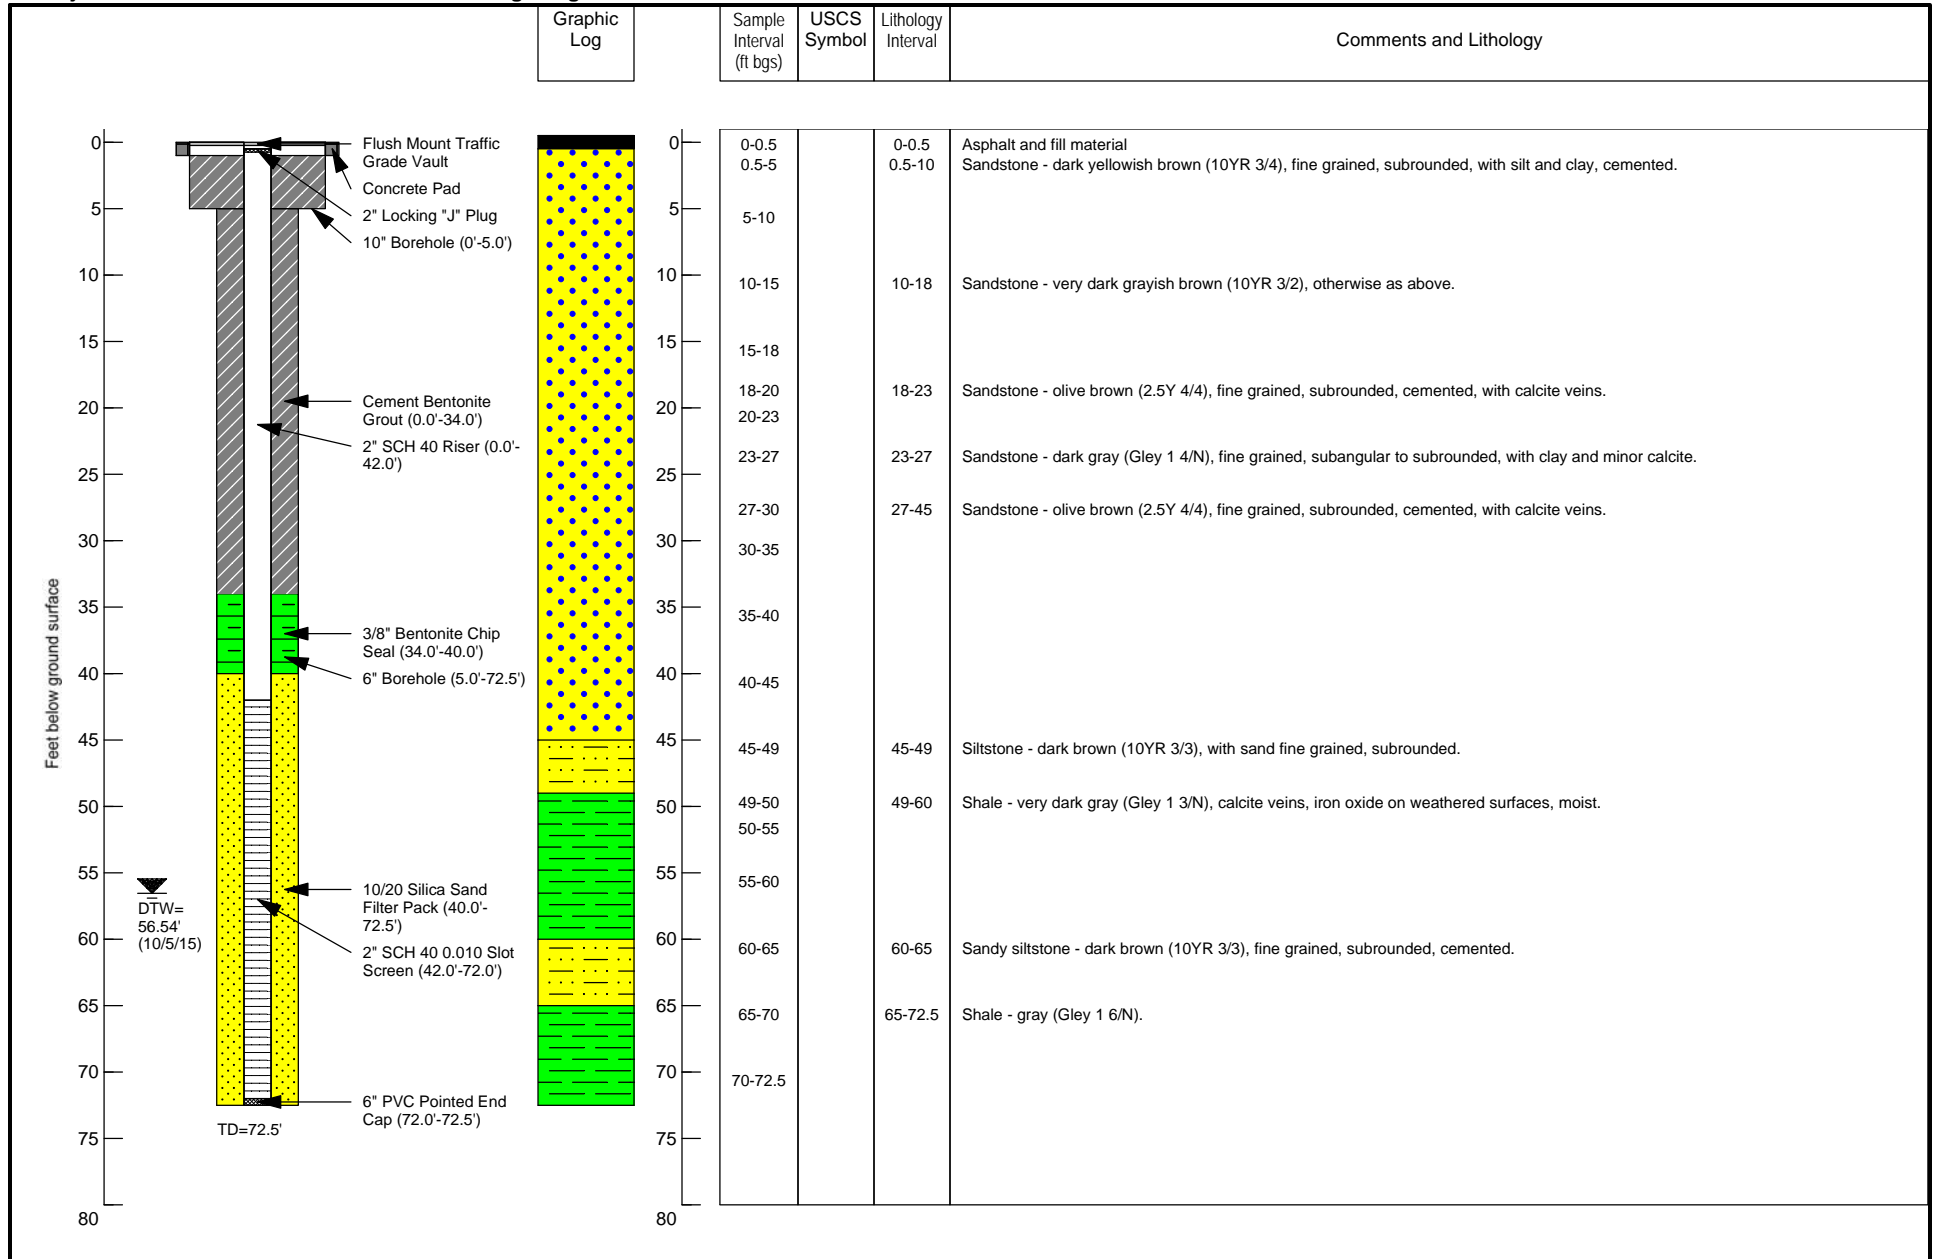 Graphic
Log
Sample
Interval
(ft bgs)
USCS
Symbol
Lithology
Interval
Comments and Lithology
Feet below ground surface
0
5
10
15
20
25
30
35
40
45
50
55
60
65
70
75
80
Flush Mount Traffic
Grade Vault
Concrete Pad
2" Locking "J" Plug
10" Borehole (0'-5.0')
Cement Bentonite
Grout (0.0'-34.0')
2" SCH 40 Riser (0.0'-
42.0')
3/8" Bentonite Chip
Seal (34.0'-40.0')
6" Borehole (5.0'-72.5')
10/20 Silica Sand
Filter Pack (40.0'-
72.5')
2" SCH 40 0.010 Slot
Screen (42.0'-72.0')
6" PVC Pointed End
Cap (72.0'-72.5')
DTW=
56.54'
(10/5/15)
TD=72.5'
0
5
10
15
20
25
30
35
40
45
50
55
60
65
70
75
80
0-0.5 0-0.5 Asphalt and fill material
0.5-5 0.5-10 Sandstone - dark yellowish brown (10YR 3/4), fine grained, subrounded, with silt and clay, cemented.
5-10
10-15 10-18 Sandstone - very dark grayish brown (10YR 3/2), otherwise as above.
15-18
18-20 18-23 Sandstone - olive brown (2.5Y 4/4), fine grained, subrounded, cemented, with calcite veins.
20-23
23-27 23-27 Sandstone - dark gray (Gley 1 4/N), fine grained, subangular to subrounded, with clay and minor calcite.
27-30 27-45 Sandstone - olive brown (2.5Y 4/4), fine grained, subrounded, cemented, with calcite veins.
30-35
35-40
40-45
45-49 45-49 Siltstone - dark brown (10YR 3/3), with sand fine grained, subrounded.
49-50 49-60 Shale - very dark gray (Gley 1 3/N), calcite veins, iron oxide on weathered surfaces, moist.
50-55
55-60
60-65 60-65 Sandy siltstone - dark brown (10YR 3/3), fine grained, subrounded, cemented.
65-70 65-72.5 Shale - gray (Gley 1 6/N).
70-72.5